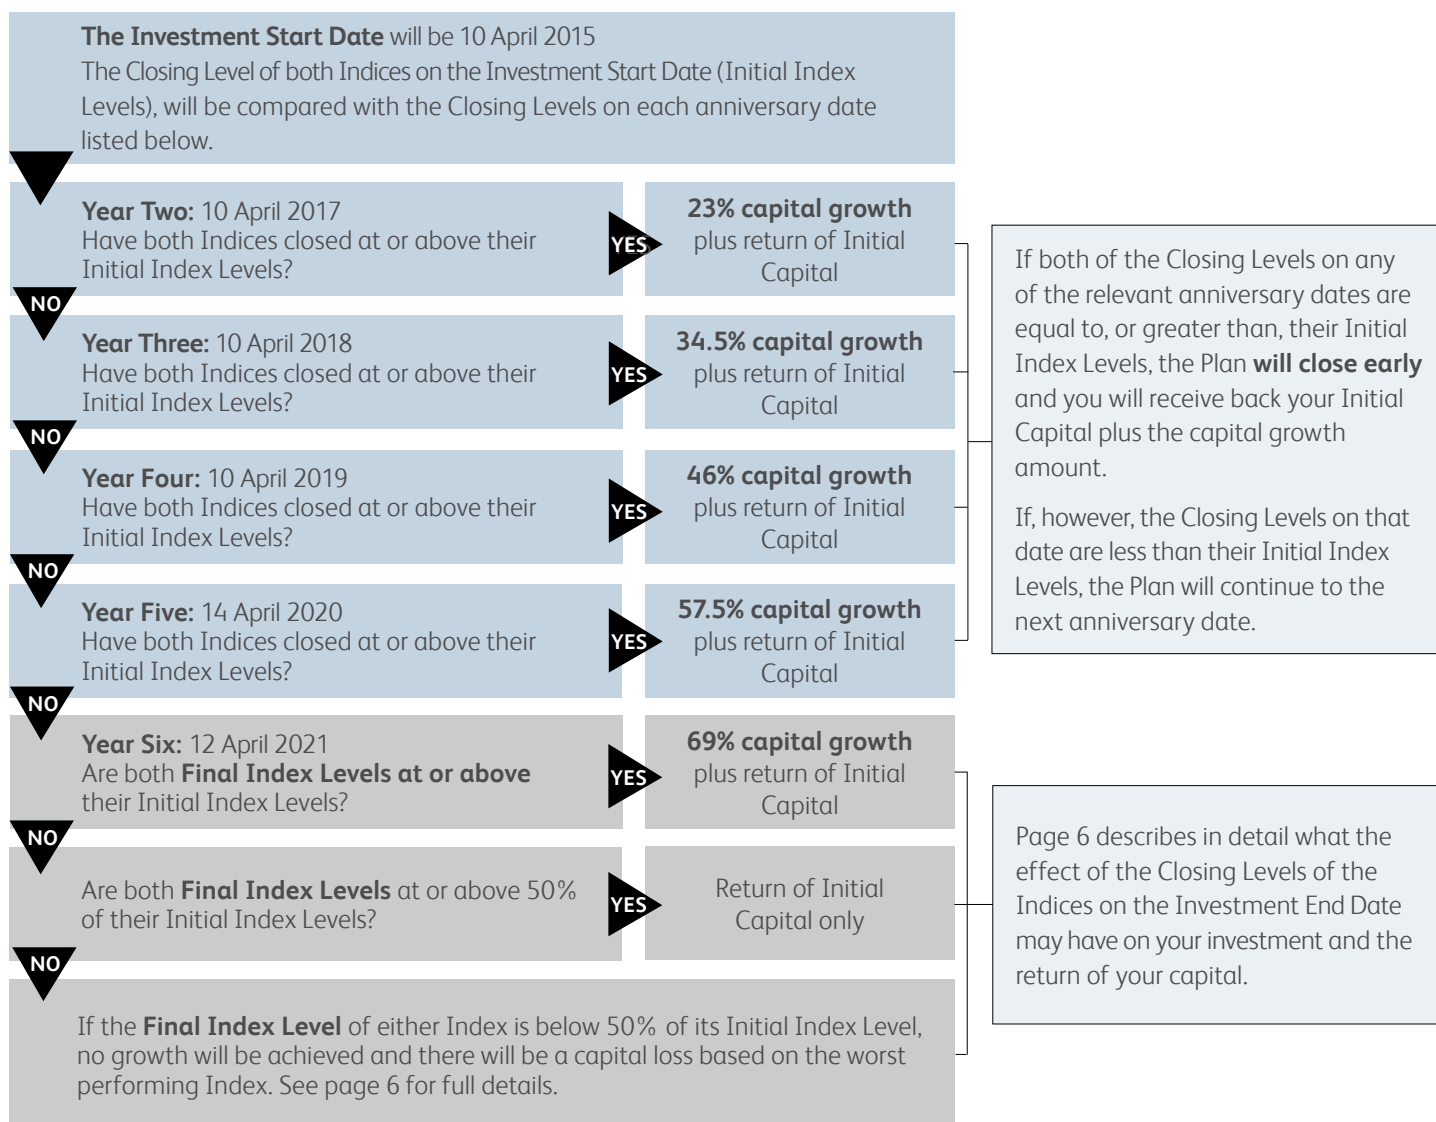 The Investment Start Date will be 10 April 2015
The Closing Level of both Indices on the Investment Start Date (Initial Index
Levels), will be compared with the Closing Levels on each anniversary date
listed below.
Year Two: 10 April 2017
Have both Indices closed at or above their
Initial Index Levels?
YES
23% capital growth
plus return of Initial
Capital
NO
Year Three: 10 April 2018
Have both Indices closed at or above their
Initial Index Levels?
YES
34.5% capital growth
plus return of Initial
Capital
NO
Year Four: 10 April 2019
Have both Indices closed at or above their
Initial Index Levels?
YES
46% capital growth
plus return of Initial
Capital
NO
Year Five: 14 April 2020
Have both Indices closed at or above their
Initial Index Levels?
YES
57.5% capital growth
plus return of Initial
Capital
If both of the Closing Levels on any
of the relevant anniversary dates are
equal to, or greater than, their Initial
Index Levels, the Plan will close early
and you will receive back your Initial
Capital plus the capital growth
amount.
If, however, the Closing Levels on that
date are less than their Initial Index
Levels, the Plan will continue to the
next anniversary date.
NO
Year Six: 12 April 2021
Are both Final Index Levels at or above
their Initial Index Levels?
YES
69% capital growth
plus return of Initial
Capital
NO
Are both Final Index Levels at or above 50%
of their Initial Index Levels?
YES
Return of Initial
Capital only
NO
If the Final Index Level of either Index is below 50% of its Initial Index Level,
no growth will be achieved and there will be a capital loss based on the worst
performing Index. See page 6 for full details.
Page 6 describes in detail what the
effect of the Closing Levels of the
Indices on the Investment End Date
may have on your investment and the
return of your capital.